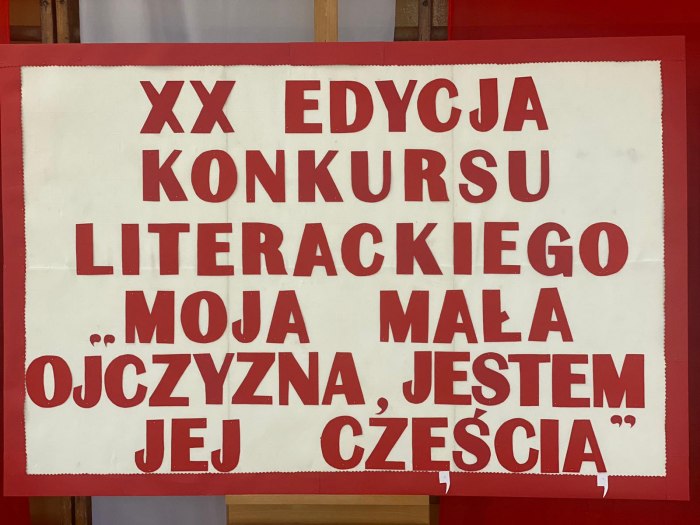 XX EDYCJA
KONKURSU
LITERACKIEGO
„MOJA MAŁA
OJCZYZNA, JESTEM
JEJ CZĘŚCIĄ”